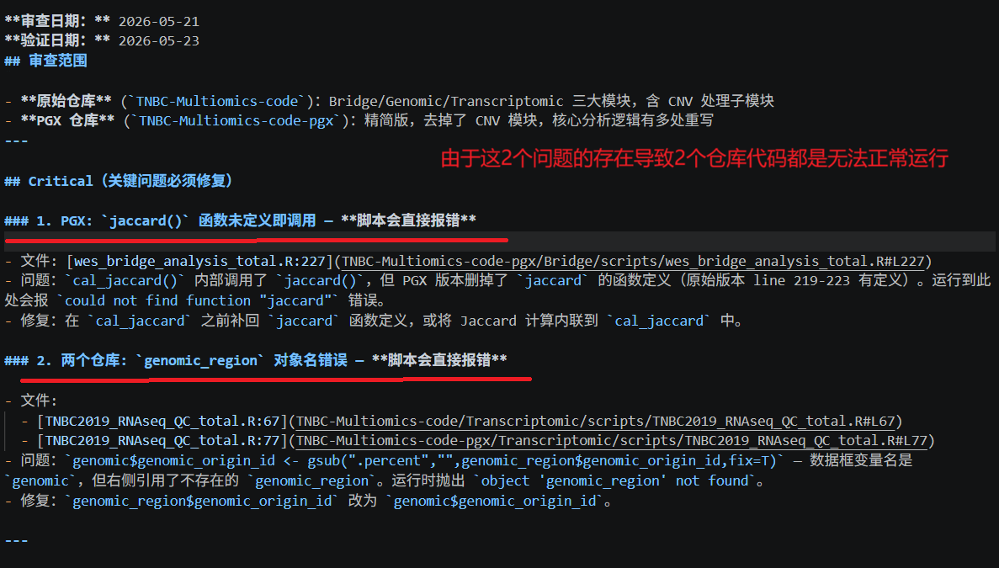 **审查日期：** 2026-05-21
**验证日期：** 2026-05-23
## 审查范围
- **原始仓库** (`TNBC-Multiomics-code`)：Bridge/Genomic/Transcriptomic 三大模块，含 CNV 处理子模块
- **PGX 仓库** (`TNBC-Multiomics-code-pgx`)：精简版，去掉了 CNV 模块，核心分析逻辑有多处重写
---
由于这2个问题的存在导致2个仓库代码都是无法正常运行
## Critical（关键问题必须修复）
### 1. PGX: `jaccard()` 函数未定义即调用 — **脚本会直接报错**
- 文件: [wes_bridge_analysis_total.R:227](TNBC-Multiomics-code-pgx/Bridge/scripts/wes_bridge_analysis_total.R#L227)
- 问题: `cal_jaccard()` 内部调用了 `jaccard()`，但 PGX 版本删掉了 `jaccard` 的函数定义（原始版本 line 219-223 有定义）。运行到此
处会报 `could not find function "jaccard"` 错误。
- 修复: 在 `cal_jaccard` 之前补回 `jaccard` 函数定义，或将 Jaccard 计算内联到 `cal_jaccard` 中。
### 2. 两个仓库: `genomic_region` 对象名错误 — **脚本会直接报错**
- 文件:
- [TNBC2019_RNAseq_QC_total.R:67](TNBC-Multiomics-code/Transcriptomic/scripts/TNBC2019_RNAseq_QC_total.R#L67)
- [TNBC2019_RNAseq_QC_total.R:77](TNBC-Multiomics-code-pgx/Transcriptomic/scripts/TNBC2019_RNAseq_QC_total.R#L77)
- 问题: `genomic$genomic_origin_id <- gsub(".percent","",genomic_region$genomic_origin_id,fix=T)` — 数据框变量名是
`genomic`，但右侧引用了不存在的 `genomic_region`。运行时抛出 `object 'genomic_region' not found`。
- 修复: `genomic_region$genomic_origin_id` 改为 `genomic$genomic_origin_id`。
---